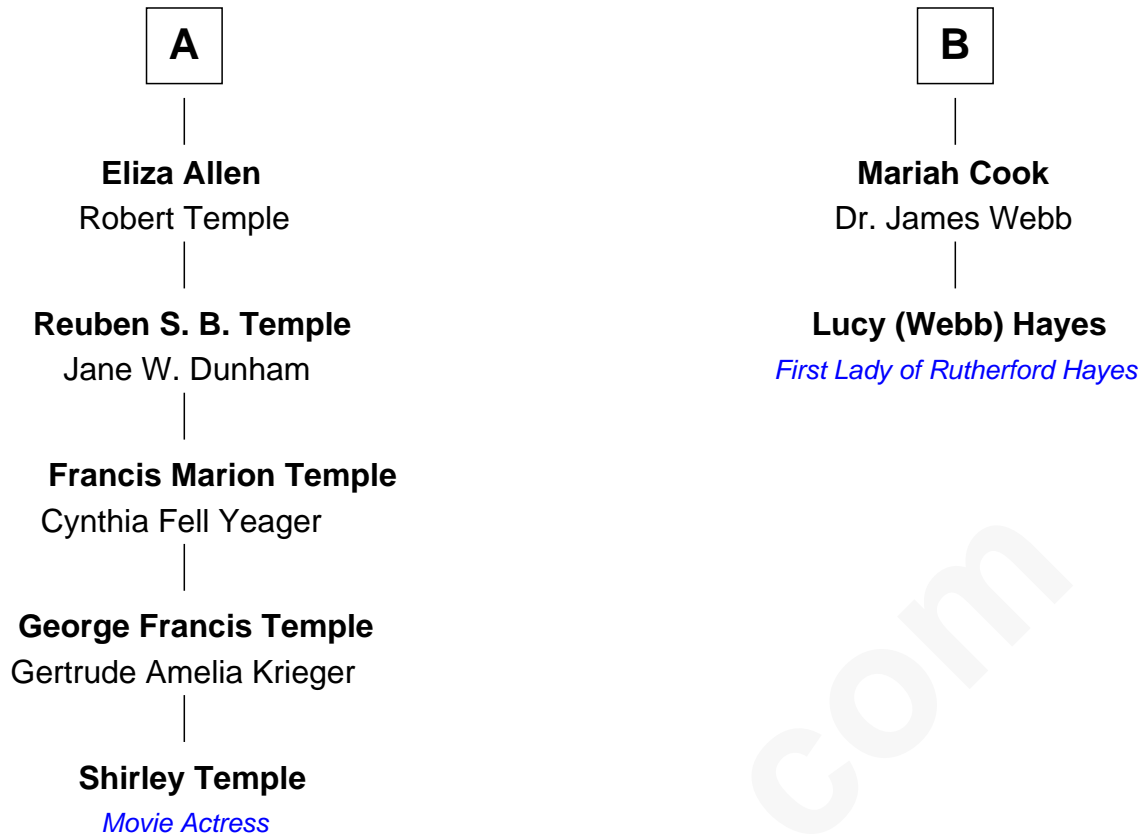 A
Eliza Allen
Robert Temple
Reuben S. B. Temple
Jane W. Dunham
Francis Marion Temple
Cynthia Fell Yeager
George Francis Temple
Gertrude Amelia Krieger
Shirley Temple
Movie Actress
B
Mariah Cook
Dr. James Webb
Lucy (Webb) Hayes
First Lady of Rutherford Hayes
com